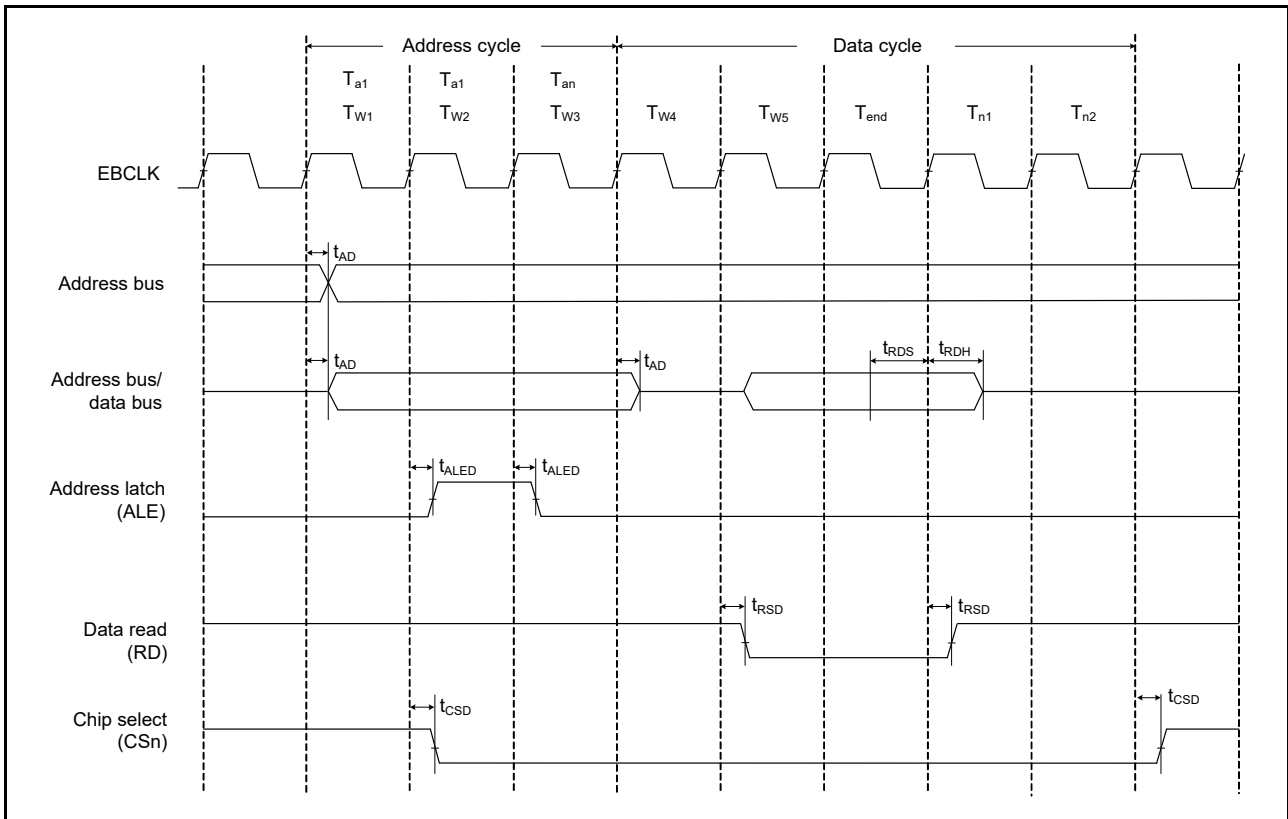 Address cycle Data cycle
Ta1 Ta1 Tan
TW1 TW2 TW3 TW4 TW5 Tend Tn1 Tn2
EBCLK
tAD
Address bus
tAD tAD tRDS tRDH
Address bus/
data bus
tALED tALED
Address latch
(ALE)
tRSD tRSD
Data read
(RD)
tCSD tCSD
Chip select
(CSn)